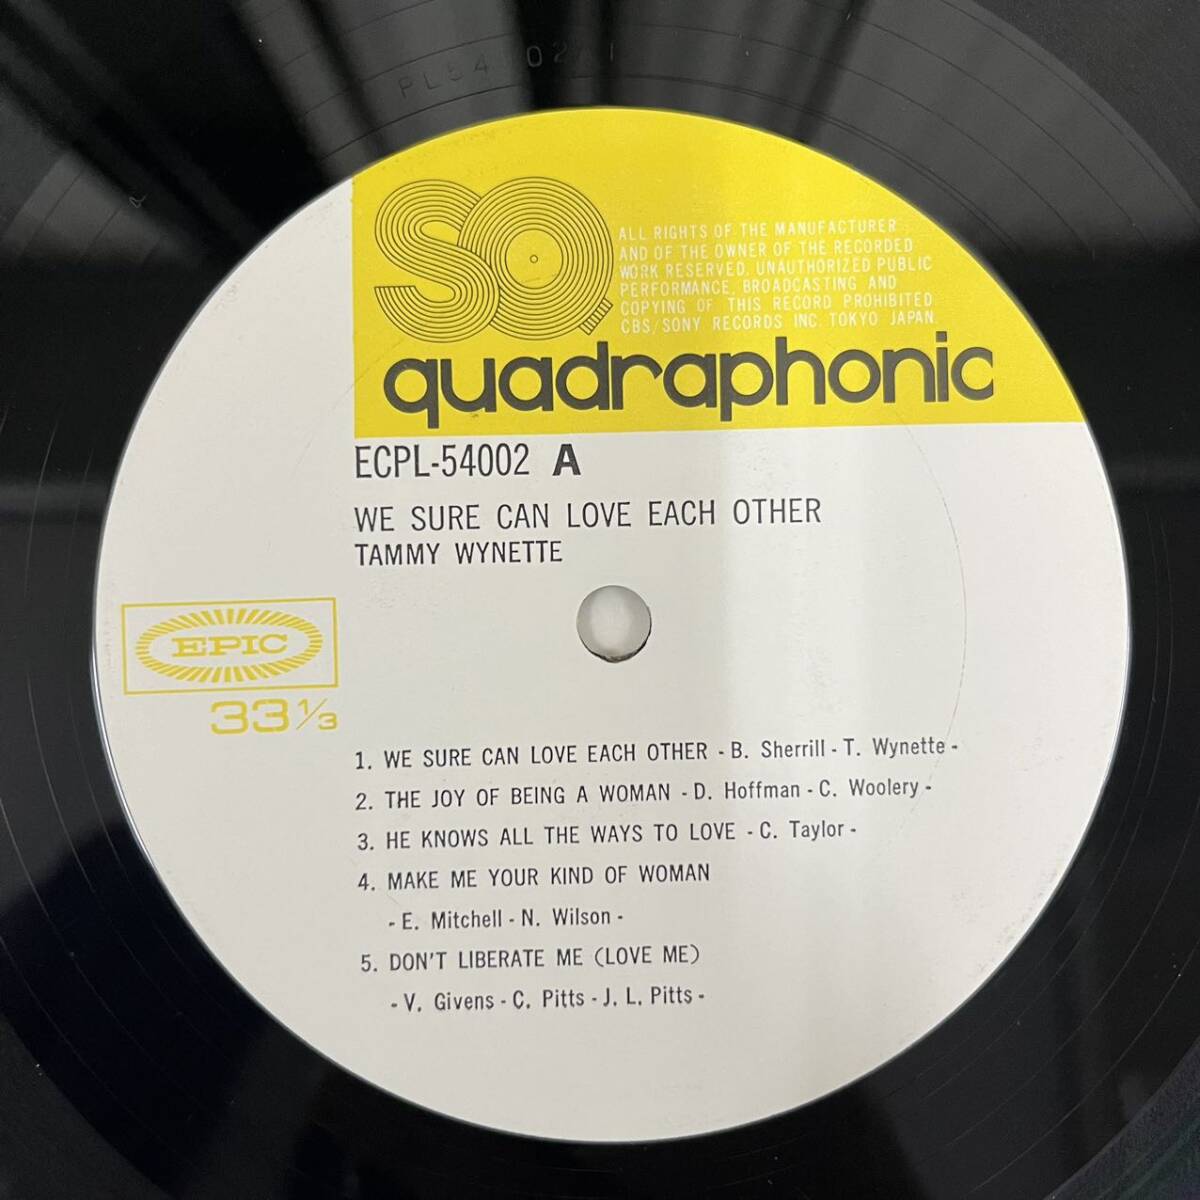 PL54
SQ
ALL RIGHTS OF THE MANUFACTURER
AND OF THE OWNER OF THE RECORDED
WORK RESERVED. UNAUTHORIZED PUBLIC
PERFORMANCE, BROADCASTING AND
COPYING OF THIS RECORD PROHIBITED
CBS/SONY RECORDS INC. TOKYO JAPAN
quadraphonic
ECPL-54002 A
WE SURE CAN LOVE EACH OTHER
TAMMY WYNETTE
EPIC
33 1/3
1. WE SURE CAN LOVE EACH OTHER - B. Sherrill - T. Wynette -
2. THE JOY OF BEING A WOMAN - D. Hoffman - C. Woolery -
3. HE KNOWS ALL THE WAYS TO LOVE - C. Taylor -
4. MAKE ME YOUR KIND OF WOMAN
- E. Mitchell - N. Wilson -
5. DON'T LIBERATE ME (LOVE ME)
- V. Givens - C. Pitts - J. L. Pitts -